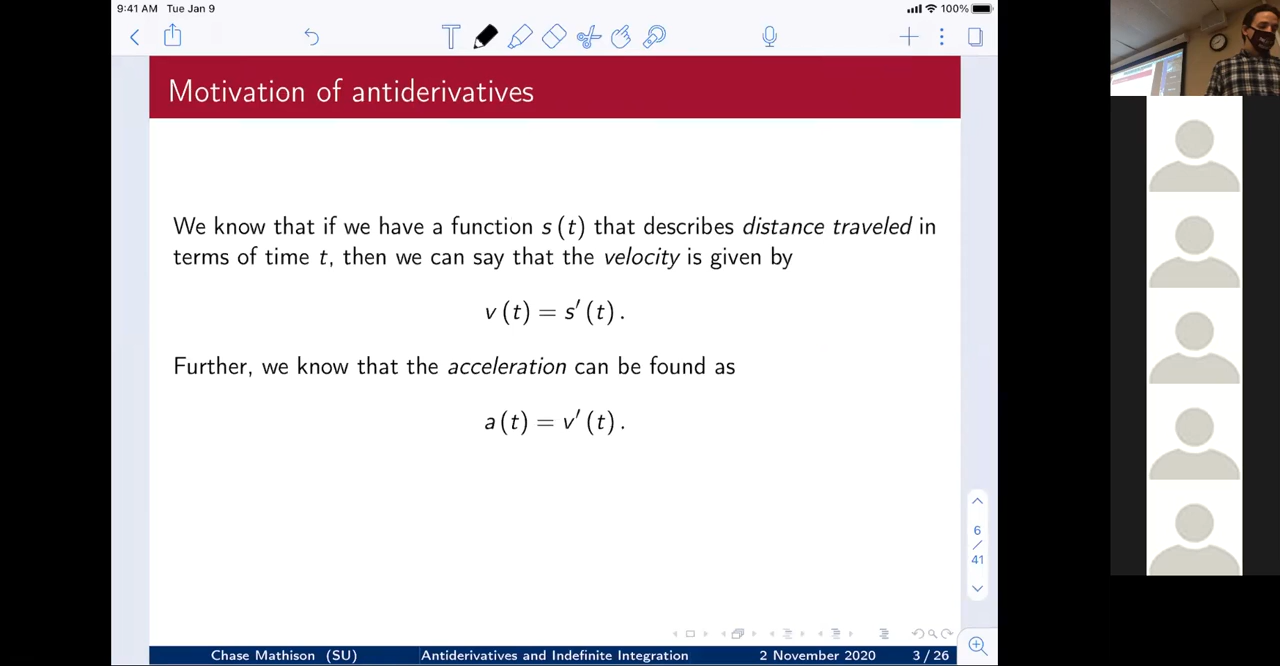 9:41 AM Tue Jan 9
100%
Motivation of antiderivatives
We know that if we have a function s (t) that describes distance traveled in
terms of time t, then we can say that the velocity is given by
v (t) = s′ (t) .
Further, we know that the acceleration can be found as
a (t) = v′ (t) .
6
/
41
Chase Mathison (SU) Antiderivatives and Indefinite Integration 2 November 2020 3 / 26